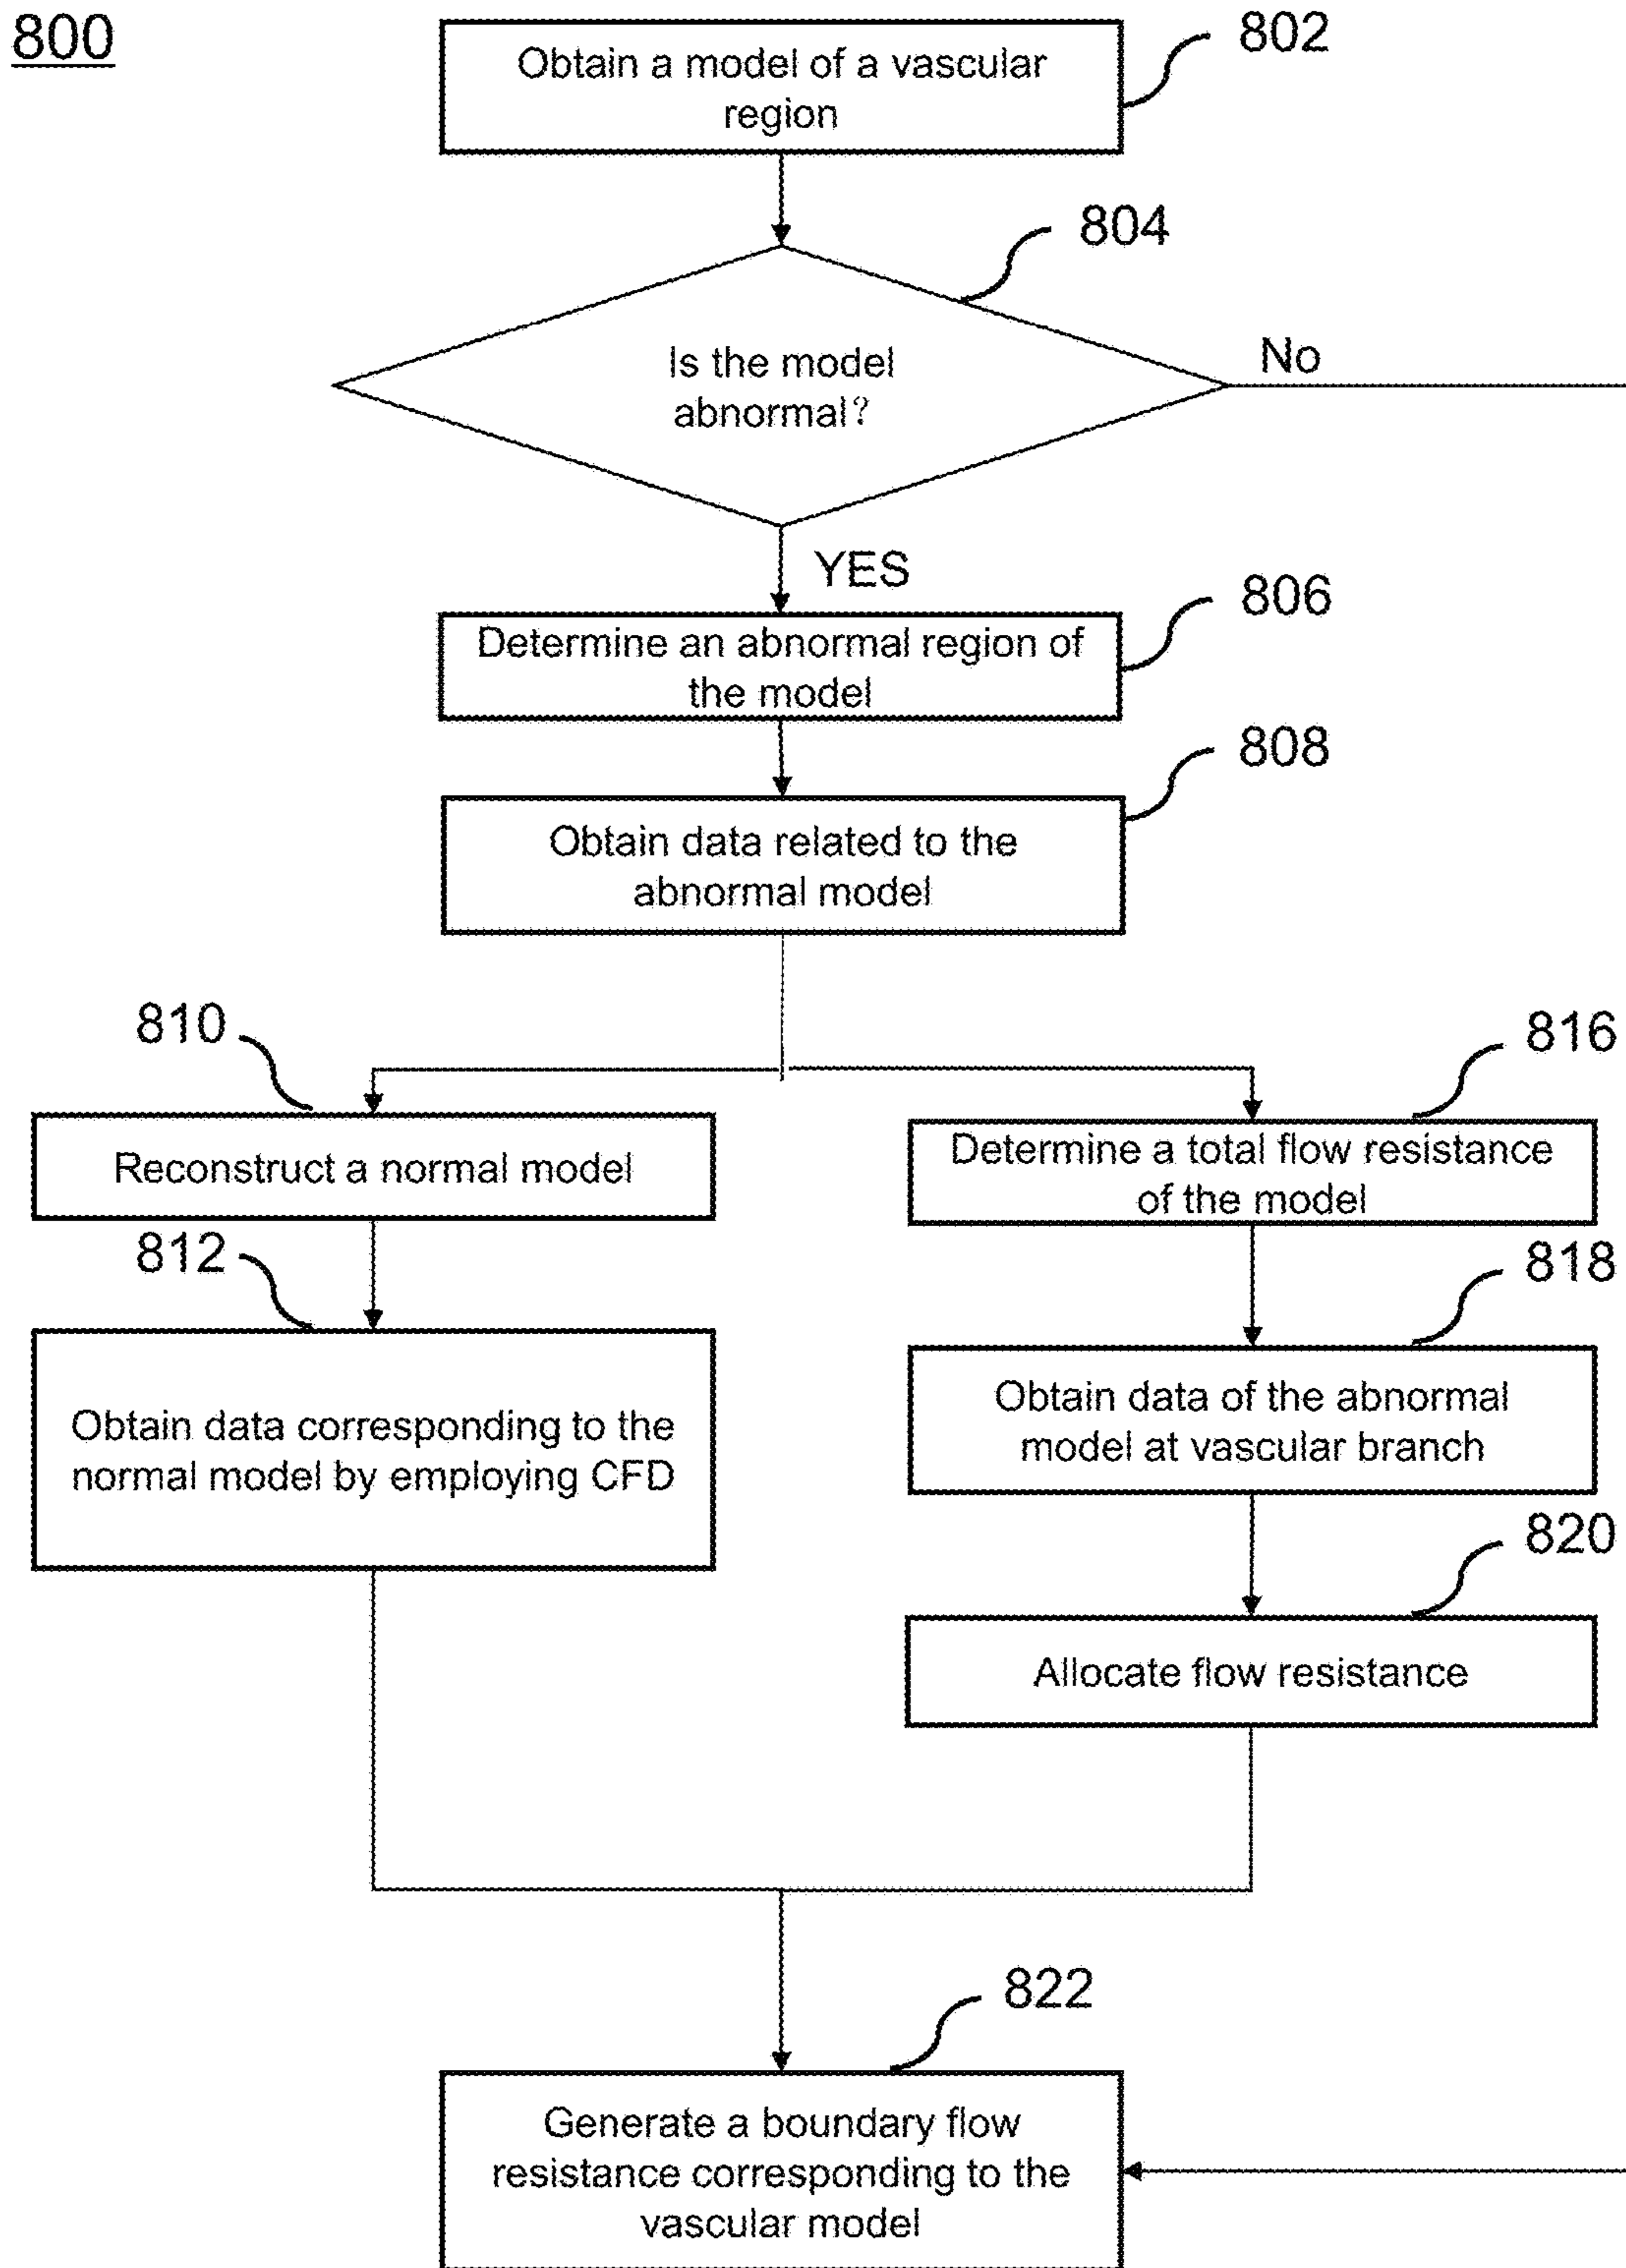 800
802
Obtain a model of a vascular
region
804
Is the model
abnormal?
No
YES
806
Determine an abnormal region of
the model
808
Obtain data related to the
abnormal model
810
816
Reconstruct a normal model
Determine a total flow resistance
of the model
812
818
Obtain data corresponding to the
normal model by employing CFD
Obtain data of the abnormal
model at vascular branch
820
Allocate flow resistance
822
Generate a boundary flow
resistance corresponding to the
vascular model